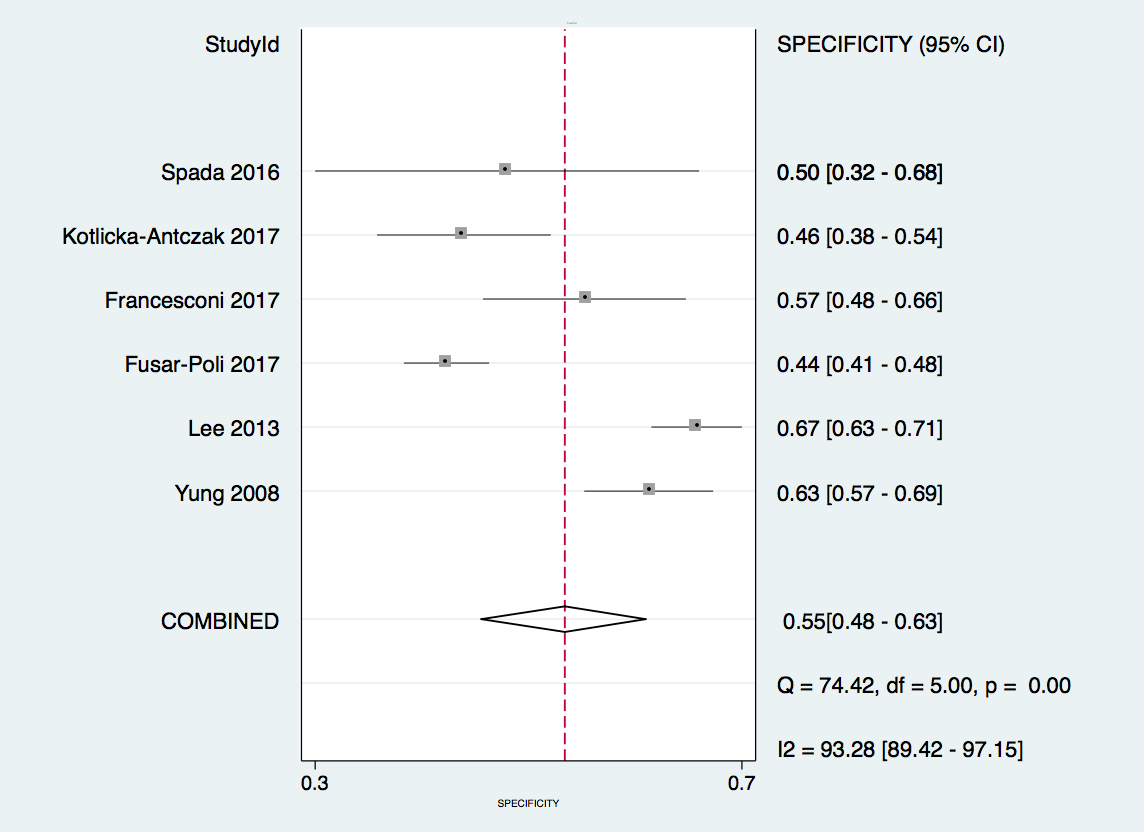 StudyId SPECIFICITY (95% CI)
Spada 2016 0.50 [0.32 - 0.68]
Kotlicka-Antczak 2017 0.46 [0.38 - 0.54]
Francesconi 2017 0.57 [0.48 - 0.66]
Fusar-Poli 2017 0.44 [0.41 - 0.48]
Lee 2013 0.67 [0.63 - 0.71]
Yung 2008 0.63 [0.57 - 0.69]
COMBINED 0.55[0.48 - 0.63]
Q = 74.42, df = 5.00, p = 0.00
I2 = 93.28 [89.42 - 97.15]
0.3 0.7
SPECIFICITY